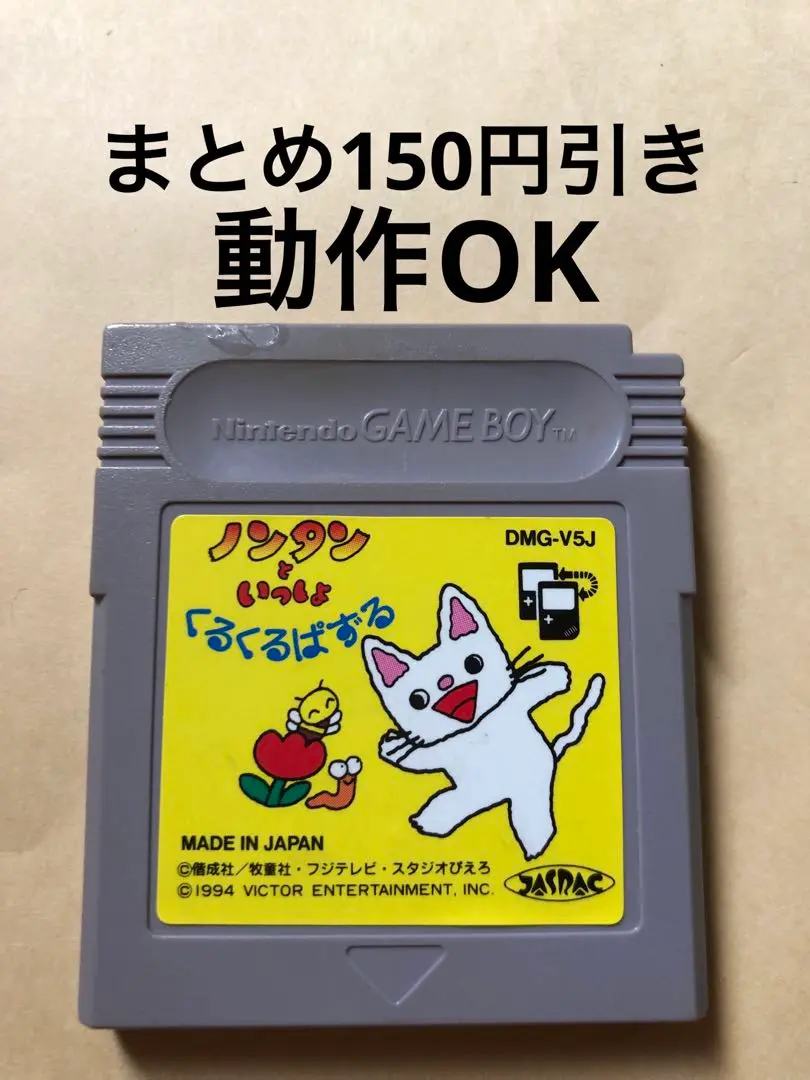 まとめ150円引き
動作OK
Nintendo GAME BOY TM
ノンタン
と
いっしょ
くるくるぱずる
DMG-V5J
MADE IN JAPAN
©偕成社／牧童社・フジテレビ・スタジオぴえろ
©1994 VICTOR ENTERTAINMENT, INC.
JASRAC